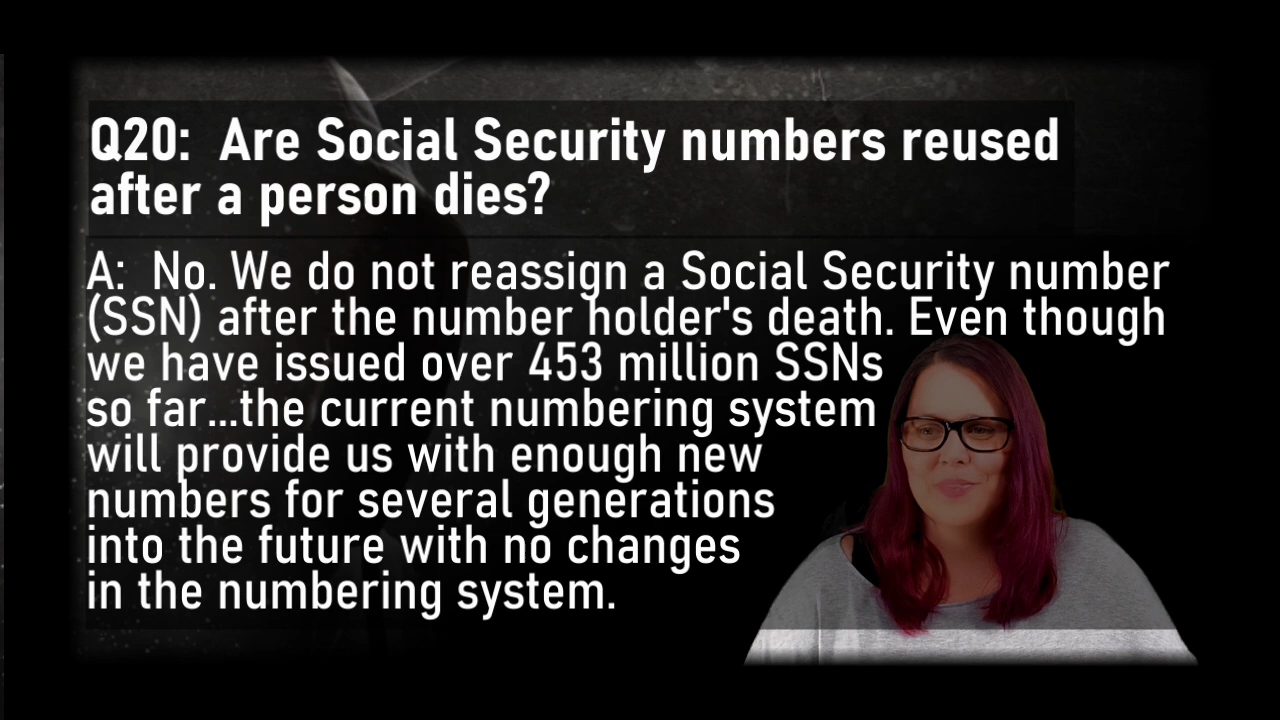 Q20:  Are Social Security numbers reused
after a person dies?
A:  No. We do not reassign a Social Security number
(SSN) after the number holder's death. Even though
we have issued over 453 million SSNs
so far...the current numbering system
will provide us with enough new
numbers for several generations
into the future with no changes
in the numbering system.